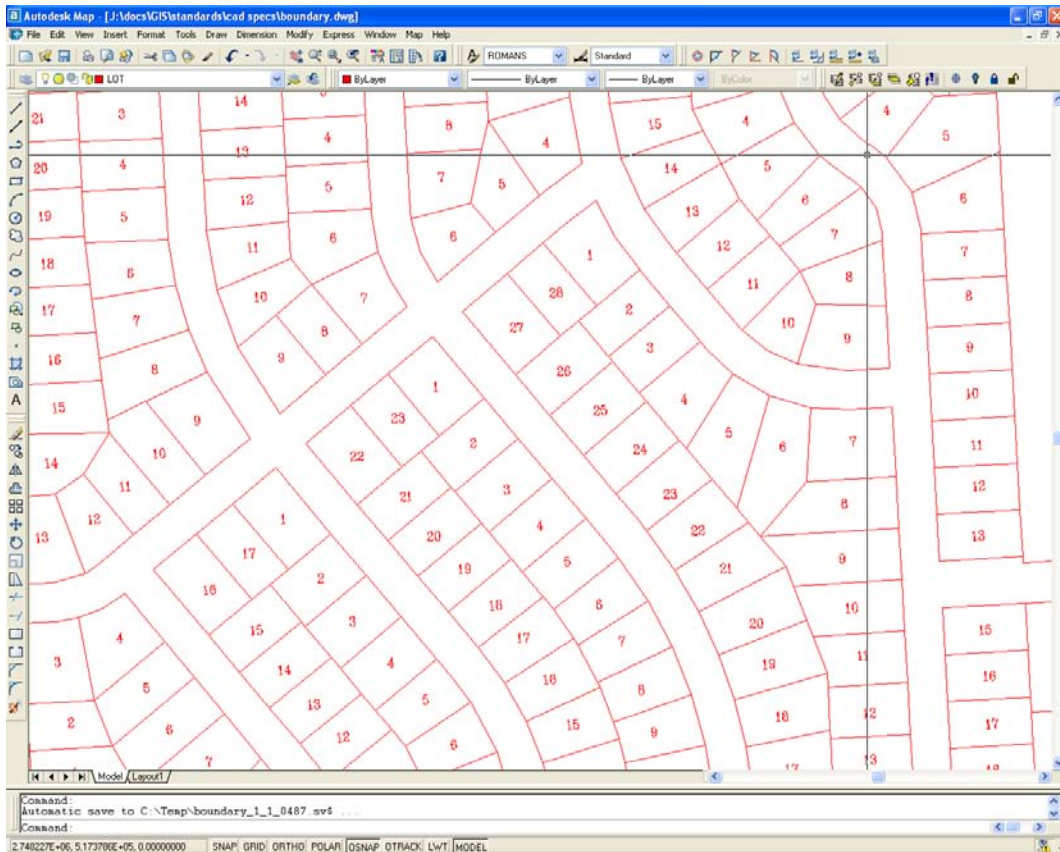 Autodesk Map - [J:\docs\GIS\standards\cad specs\boundary.dwg]
File Edit View Insert Format Tools Draw Dimension Modify Express Window Map Help
ROMANS Standard
LOT ByLayer ByLayer ByLayer ByColor
21 3 14 8 4 15 4 4 5
20 4 13 4 7 5 14 5 6
19 5 12 5 6 13 6 7
18 6 11 6 1 12 7 8
17 7 10 7 28 2 11 8 9
16 8 9 8 27 3 10 9 10
15 9 23 1 26 4 5 6 7 11
14 10 22 2 25 24 8 12
13 12 11 21 3 23 22 9 13
17 1 20 4 21 10 15
16 2 19 5 20 11 16
3 4 15 3 18 6 19 12 17
2 5 14 4 17 7 18 13 18
6 13 5 16 8 17
7 12 6 15 9
Model Layout1
Command:
Automatic save to C:\Temp\boundary_1_1_0487.sv$ ...
Command:
2.748227E+06, 5.173786E+05, 0.00000000 SNAP GRID ORTHO POLAR OSNAP OTRACK LWT MODEL